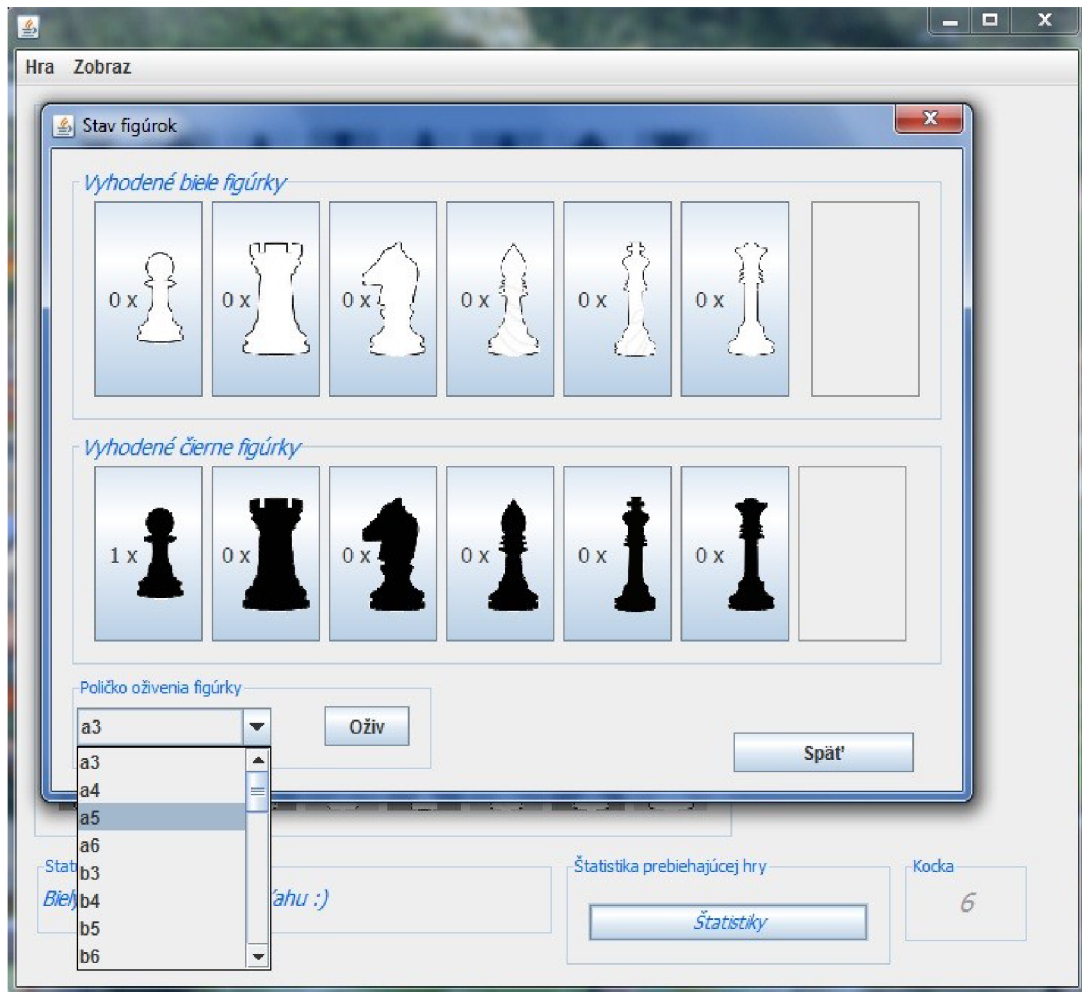 Hra Zobraz
Stav figúrok
Vyhodené biele figúrky
0 x 0 x 0 x 0 x 0 x 0 x
Vyhodené čierne figúrky
1 x 0 x 0 x 0 x 0 x 0 x
Poličko oživenia figúrky
a3 Oživ
Späť
a3
a4
a5
a6
b3
b4
b5
b6
Štatistika prebiehajúcej hry
Kocka
:)
Štatistiky
6